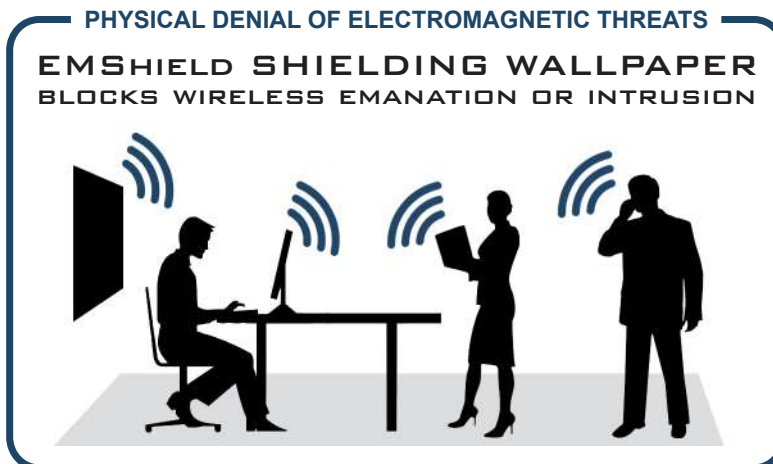 PHYSICAL DENIAL OF ELECTROMAGNETIC THREATS
EMSHIELD SHIELDING WALLPAPER
BLOCKS WIRELESS EMANATION OR INTRUSION